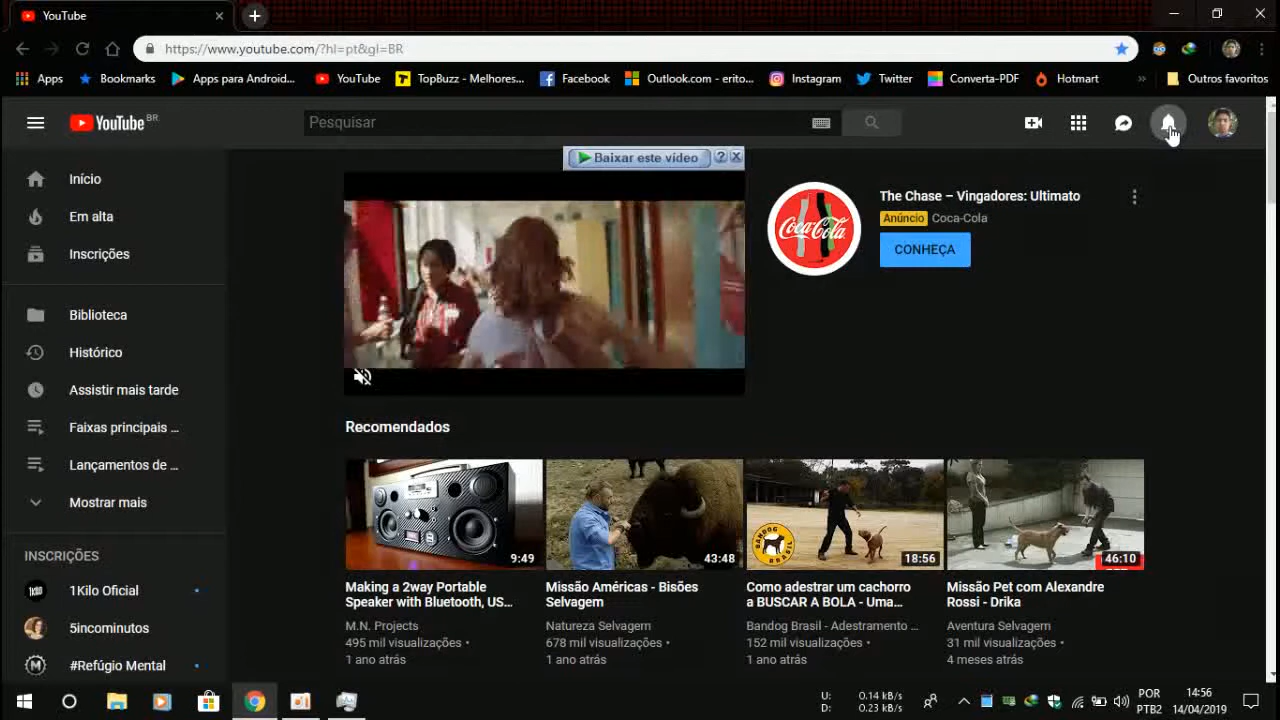 YouTube
https://www.youtube.com/?hl=pt&gl=BR
Apps
Bookmarks
Apps para Android...
YouTube
TopBuzz - Melhores...
Facebook
Outlook.com - erito...
Instagram
Twitter
Converta-PDF
Hotmart
»
Outros favoritos
YouTube BR
Pesquisar
Início
Em alta
Inscrições
Biblioteca
Histórico
Assistir mais tarde
Faixas principais ...
Lançamentos de ...
Mostrar mais
INSCRIÇÕES
1Kilo Oficial
5incominutos
#Refúgio Mental
Baixar este vídeo
The Chase – Vingadores: Ultimato
Anúncio Coca-Cola
CONHEÇA
Coca-Cola
Recomendados
9:49
Making a 2way Portable
Speaker with Bluetooth, US...
M.N. Projects
495 mil visualizações •
1 ano atrás
43:48
Missão Américas - Bisões
Selvagem
Natureza Selvagem
678 mil visualizações •
1 ano atrás
BANDOG
BRASIL
18:56
Como adestrar um cachorro
a BUSCAR A BOLA - Uma...
Bandog Brasil - Adestramento ...
152 mil visualizações •
1 ano atrás
46:10
Missão Pet com Alexandre
Rossi - Drika
Aventura Selvagem
31 mil visualizações •
4 meses atrás
U: 0.14 kB/s
D: 0.23 kB/s
POR
PTB2
14:56
14/04/2019